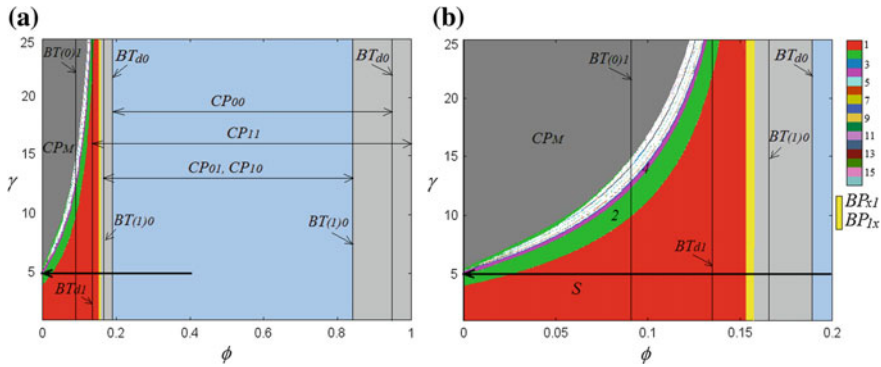 (a)
25
20
15
10
5
γ
BT(0)1
BTd0
BTd0
CP00
CPM
CP11
CP01, CP10
BT(1)0
BT(1)0
BTd1
0
0.2
0.4
0.6
0.8
1
ϕ
(b)
25
20
15
10
5
γ
BT(0)1
BTd0
CPM
BT(1)0
4
2
BTd1
S
0
0.05
0.1
0.15
0.2
ϕ
1
3
5
7
9
11
13
15
BPx1
BP1x